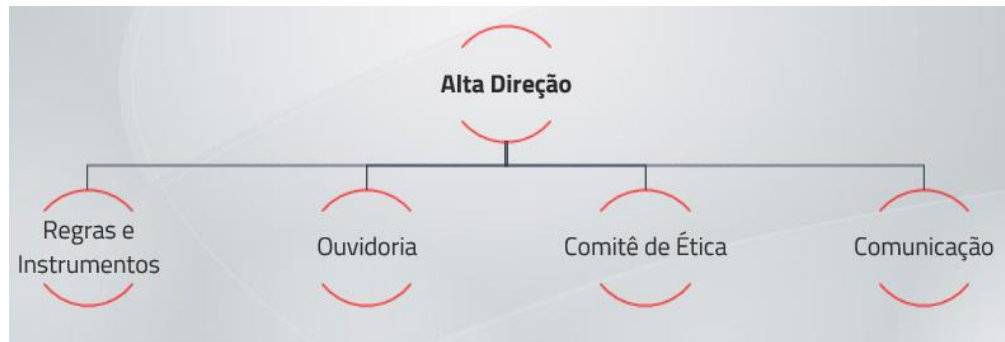 Alta Direção
Regras e
Instrumentos
Ouvidoria
Comitê de Ética
Comunicação